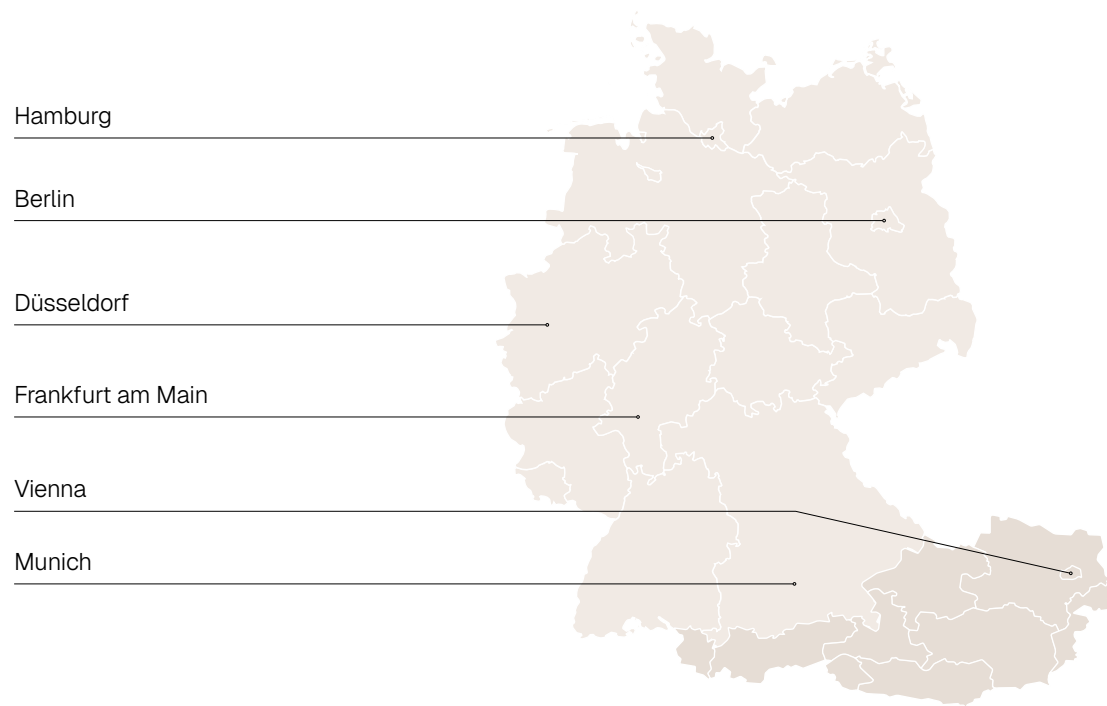 Hamburg
Berlin
Düsseldorf
Frankfurt am Main
Vienna
Munich